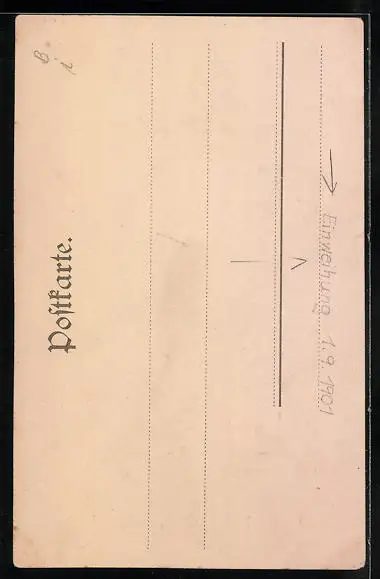 Poſtkarte.
→ Einweihung 1.9.1901